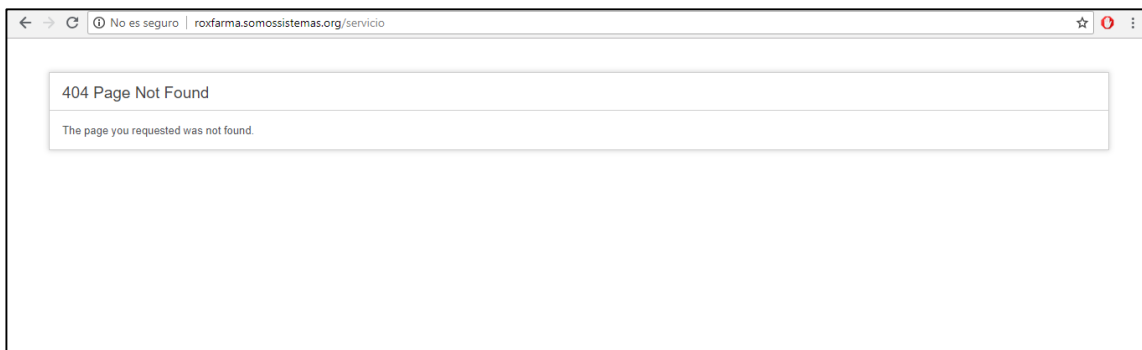 No es seguro | roxfarma.somossistemas.org/servicio
404 Page Not Found
The page you requested was not found.